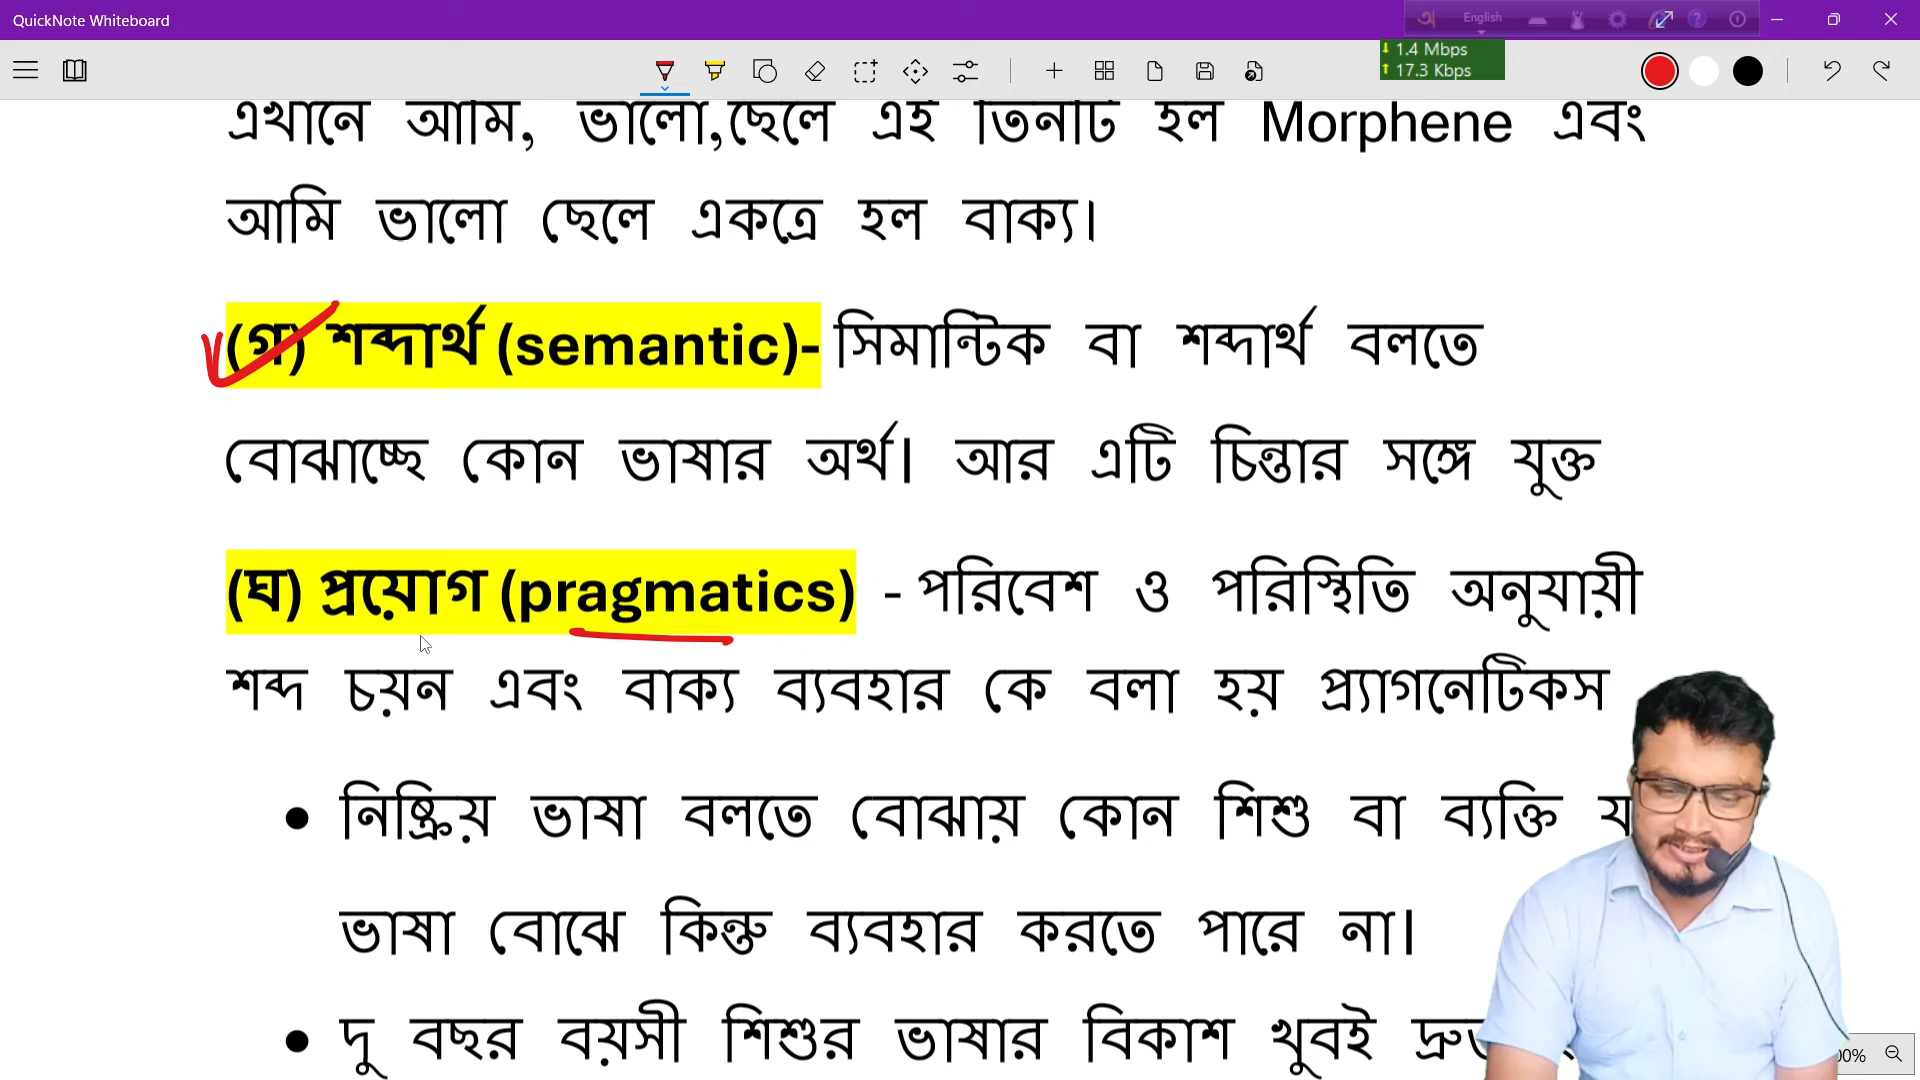 QuickNote Whiteboard
English
1.4 Mbps
17.3 Kbps
এখানে আমি, ভালো,ছেলে এই তিনটি হল Morphene এবং
আমি ভালো ছেলে একত্রে হল বাক্য।
(গ) শব্দার্থ (semantic)- সিমান্টিক বা শব্দার্থ বলতে
বোঝাচ্ছে কোন ভাষার অর্থ। আর এটি চিন্তার সঙ্গে যুক্ত
(ঘ) প্রয়োগ (pragmatics) - পরিবেশ ও পরিস্থিতি অনুযায়ী
শব্দ চয়ন এবং বাক্য ব্যবহার কে বলা হয় প্র্যাগনেটিকস
• নিষ্ক্রিয় ভাষা বলতে বোঝায় কোন শিশু বা ব্যক্তি
ভাষা বোঝে কিন্তু ব্যবহার করতে পারে না।
• দু বছর বয়সী শিশুর ভাষার বিকাশ খুবই